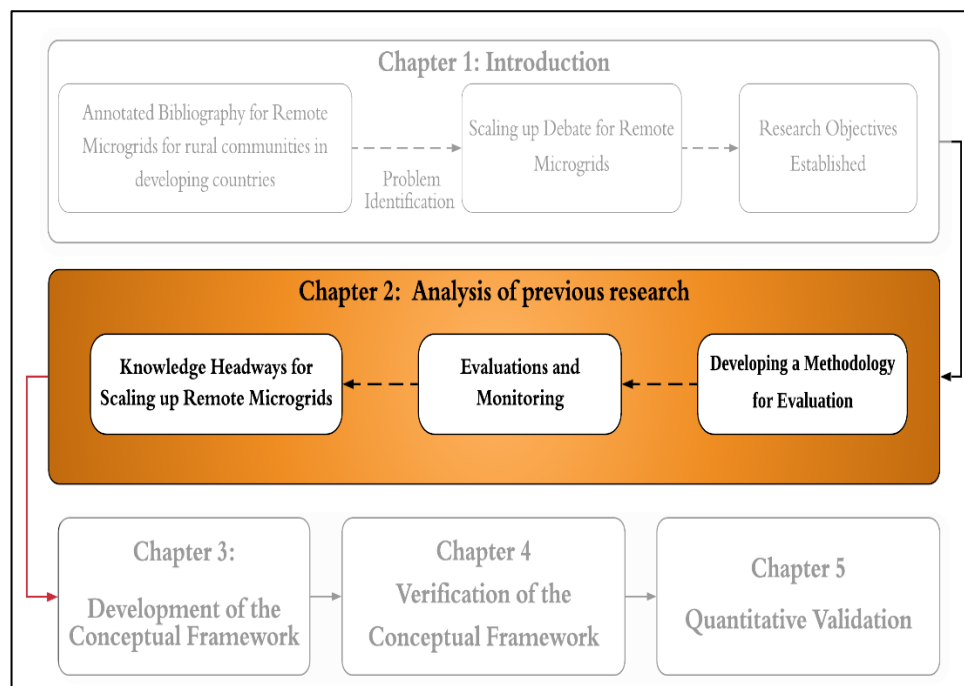 Chapter 1: Introduction
Annotated Bibliography for Remote
Microgrids for rural communities in
developing countries
Problem
Identification
Scaling up Debate for Remote
Microgrids
Research Objectives
Established
Chapter 2:  Analysis of previous research
Knowledge Headways for
Scaling up Remote Microgrids
Evaluations and
Monitoring
Developing a Methodology
for Evaluation
Chapter 3:
Development of the
Conceptual Framework
Chapter 4
Verification of the
Conceptual Framework
Chapter 5
Quantitative Validation